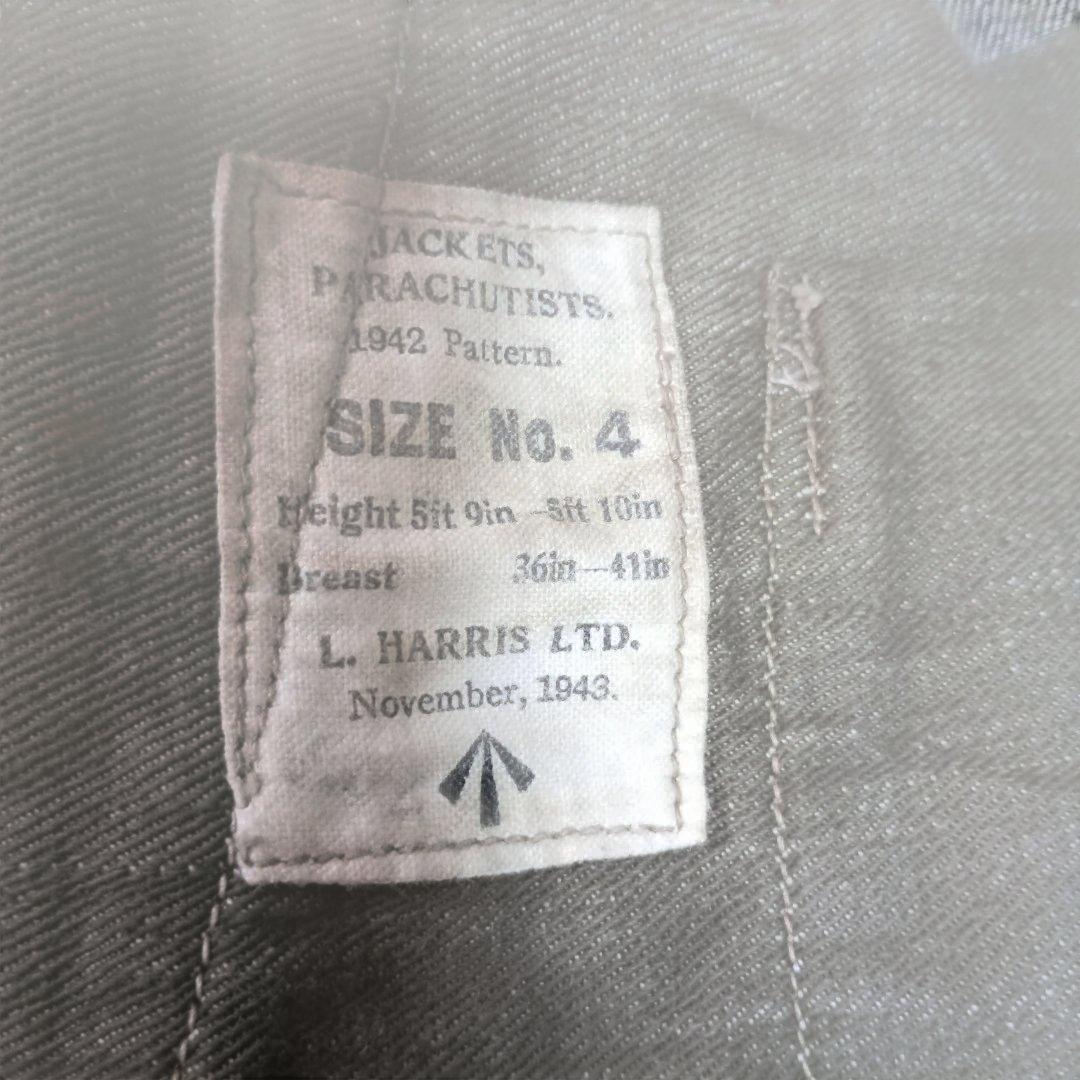 JACKETS,
PARACHUTISTS.
1942 Pattern.
SIZE No. 4
Height 5ft 9in—5ft 10in
Breast 36in—41in
L. HARRIS LTD.
November, 1943.